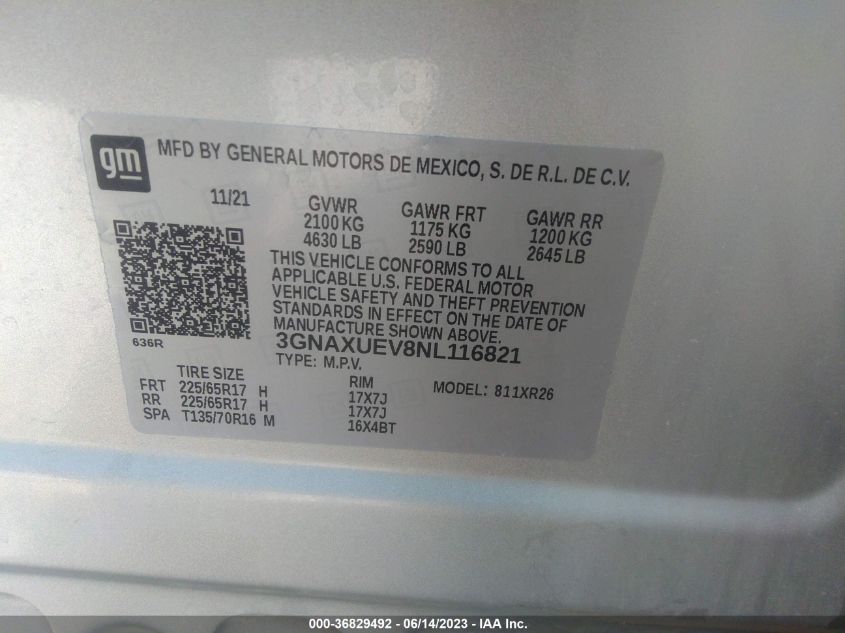 gm
MFD BY GENERAL MOTORS DE MEXICO, S. DE R.L. DE C.V.
11/21 GVWR GAWR FRT GAWR RR
2100 KG 1175 KG 1200 KG
4630 LB 2590 LB 2645 LB
THIS VEHICLE CONFORMS TO ALL
APPLICABLE U.S. FEDERAL MOTOR
VEHICLE SAFETY AND THEFT PREVENTION
STANDARDS IN EFFECT ON THE DATE OF
MANUFACTURE SHOWN ABOVE.
636R
3GNAXUEV8NL116821
TYPE: M.P.V.
TIRE SIZE RIM MODEL: 811XR26
FRT 225/65R17 H 17X7J
RR 225/65R17 H 17X7J
SPA T135/70R16 M 16X4BT
000-36829492 - 06/14/2023 - IAA Inc.